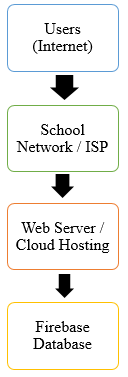 Users
(Internet)
School
Network / ISP
Web Server /
Cloud Hosting
Firebase
Database